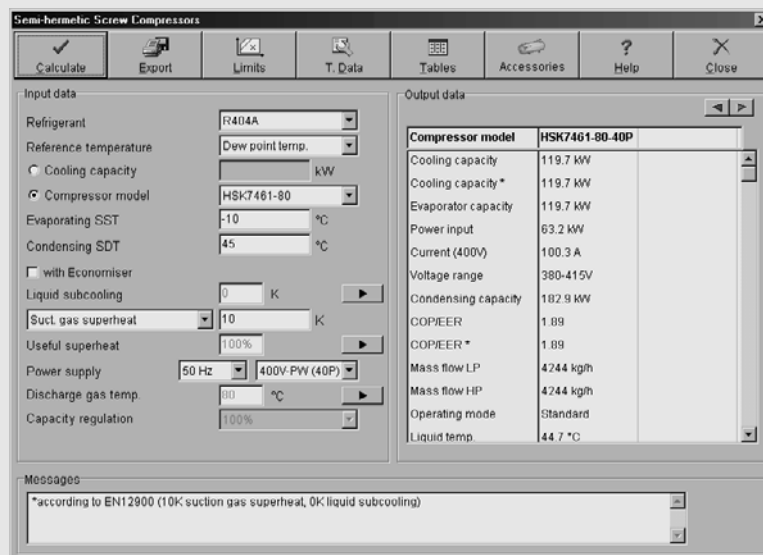 Semi-hermetic Screw Compressors
Calculate Export Limits T. Data Tables Accessories Help Close
Input data
Refrigerant R404A
Reference temperature Dew point temp.
Cooling capacity kW
Compressor model HSK7461-80
Evaporating SST -10 °C
Condensing SDT 45 °C
with Economiser
Liquid subcooling 0 K
Suct. gas superheat 10 K
Useful superheat 100%
Power supply 50 Hz 400V-PW (40P)
Discharge gas temp. 80 °C
Capacity regulation 100%
Output data
Compressor model HSK7461-80-40P
Cooling capacity 119.7 kW
Cooling capacity * 119.7 kW
Evaporator capacity 119.7 kW
Power input 63.2 kW
Current (400V) 100.3 A
Voltage range 380-415V
Condensing capacity 182.9 kW
COP/EER 1.89
COP/EER * 1.89
Mass flow LP 4244 kg/h
Mass flow HP 4244 kg/h
Operating mode Standard
Liquid temp. 44.7 °C
Messages
*according to EN12900 (10K suction gas superheat, 0K liquid subcooling)